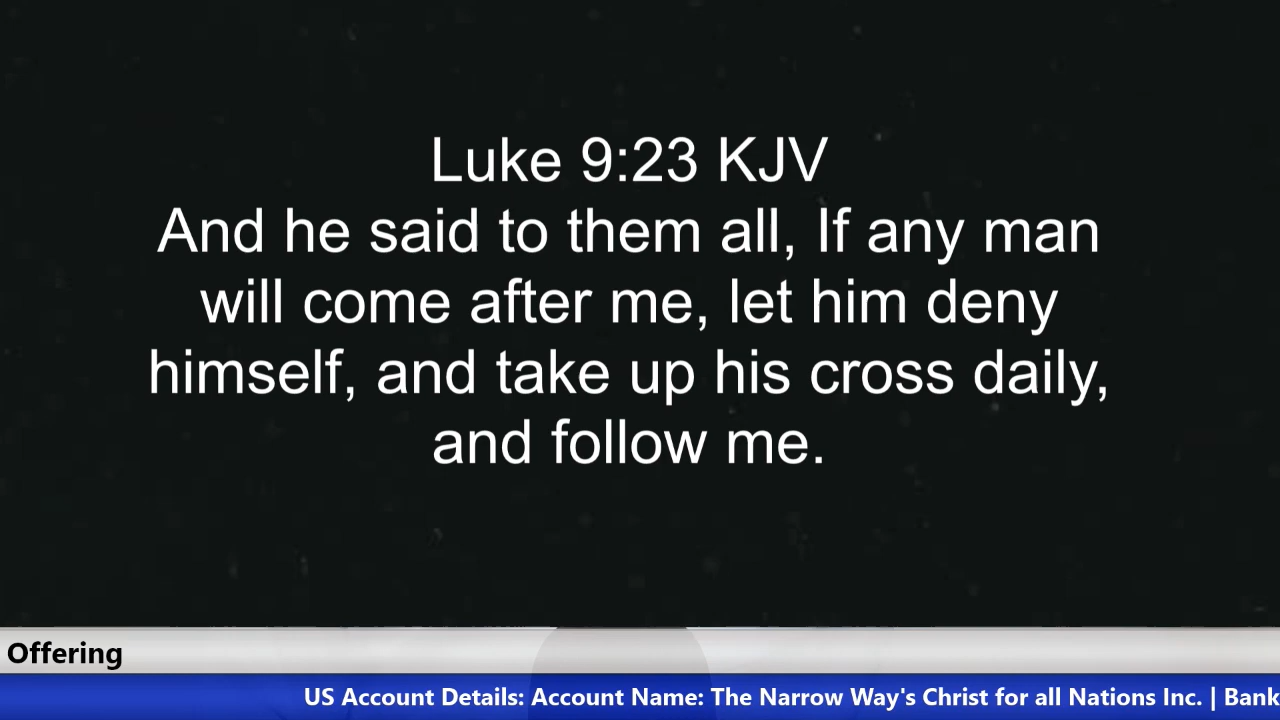 Luke 9:23 KJV
And he said to them all, If any man
will come after me, let him deny
himself, and take up his cross daily,
and follow me.
Offering
US Account Details: Account Name: The Narrow Way's Christ for all Nations Inc. | Bank